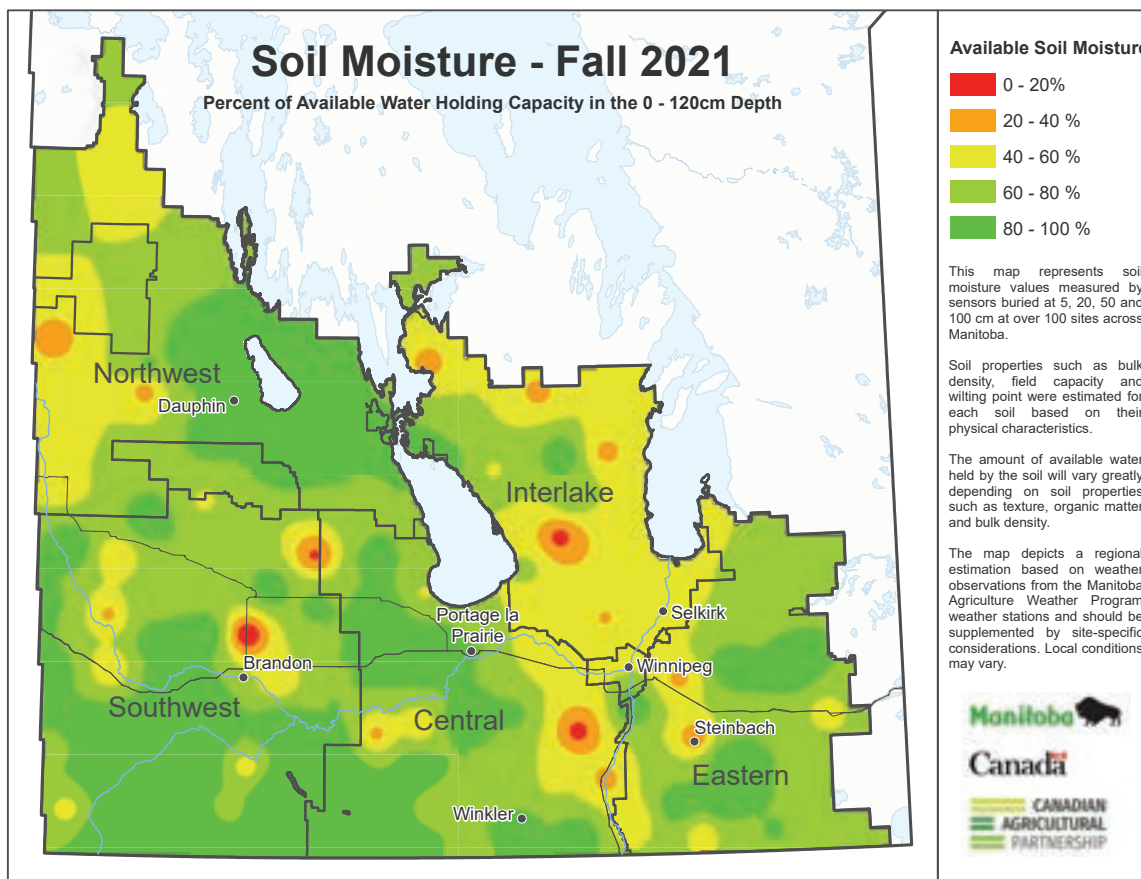 Soil Moisture - Fall 2021
Percent of Available Water Holding Capacity in the 0 - 120cm Depth
Northwest
Dauphin
Interlake
Portage la
Prairie
Selkirk
Brandon
Winnipeg
Southwest
Central
Steinbach
Eastern
Winkler
Available Soil Moisture
0 - 20%
20 - 40 %
40 - 60 %
60 - 80 %
80 - 100 %
This map represents soil
moisture values measured by
sensors buried at 5, 20, 50 and
100 cm at over 100 sites across
Manitoba.
Soil properties such as bulk
density, field capacity and
wilting point were estimated for
each soil based on their
physical characteristics.
The amount of available water
held by the soil will vary greatly
depending on soil properties
such as texture, organic matter
and bulk density.
The map depicts a regional
estimation based on weather
observations from the Manitoba
Agriculture Weather Program
weather stations and should be
supplemented by site-specific
considerations. Local conditions
may vary.
Manitoba
Canada
CANADIAN
AGRICULTURAL
PARTNERSHIP